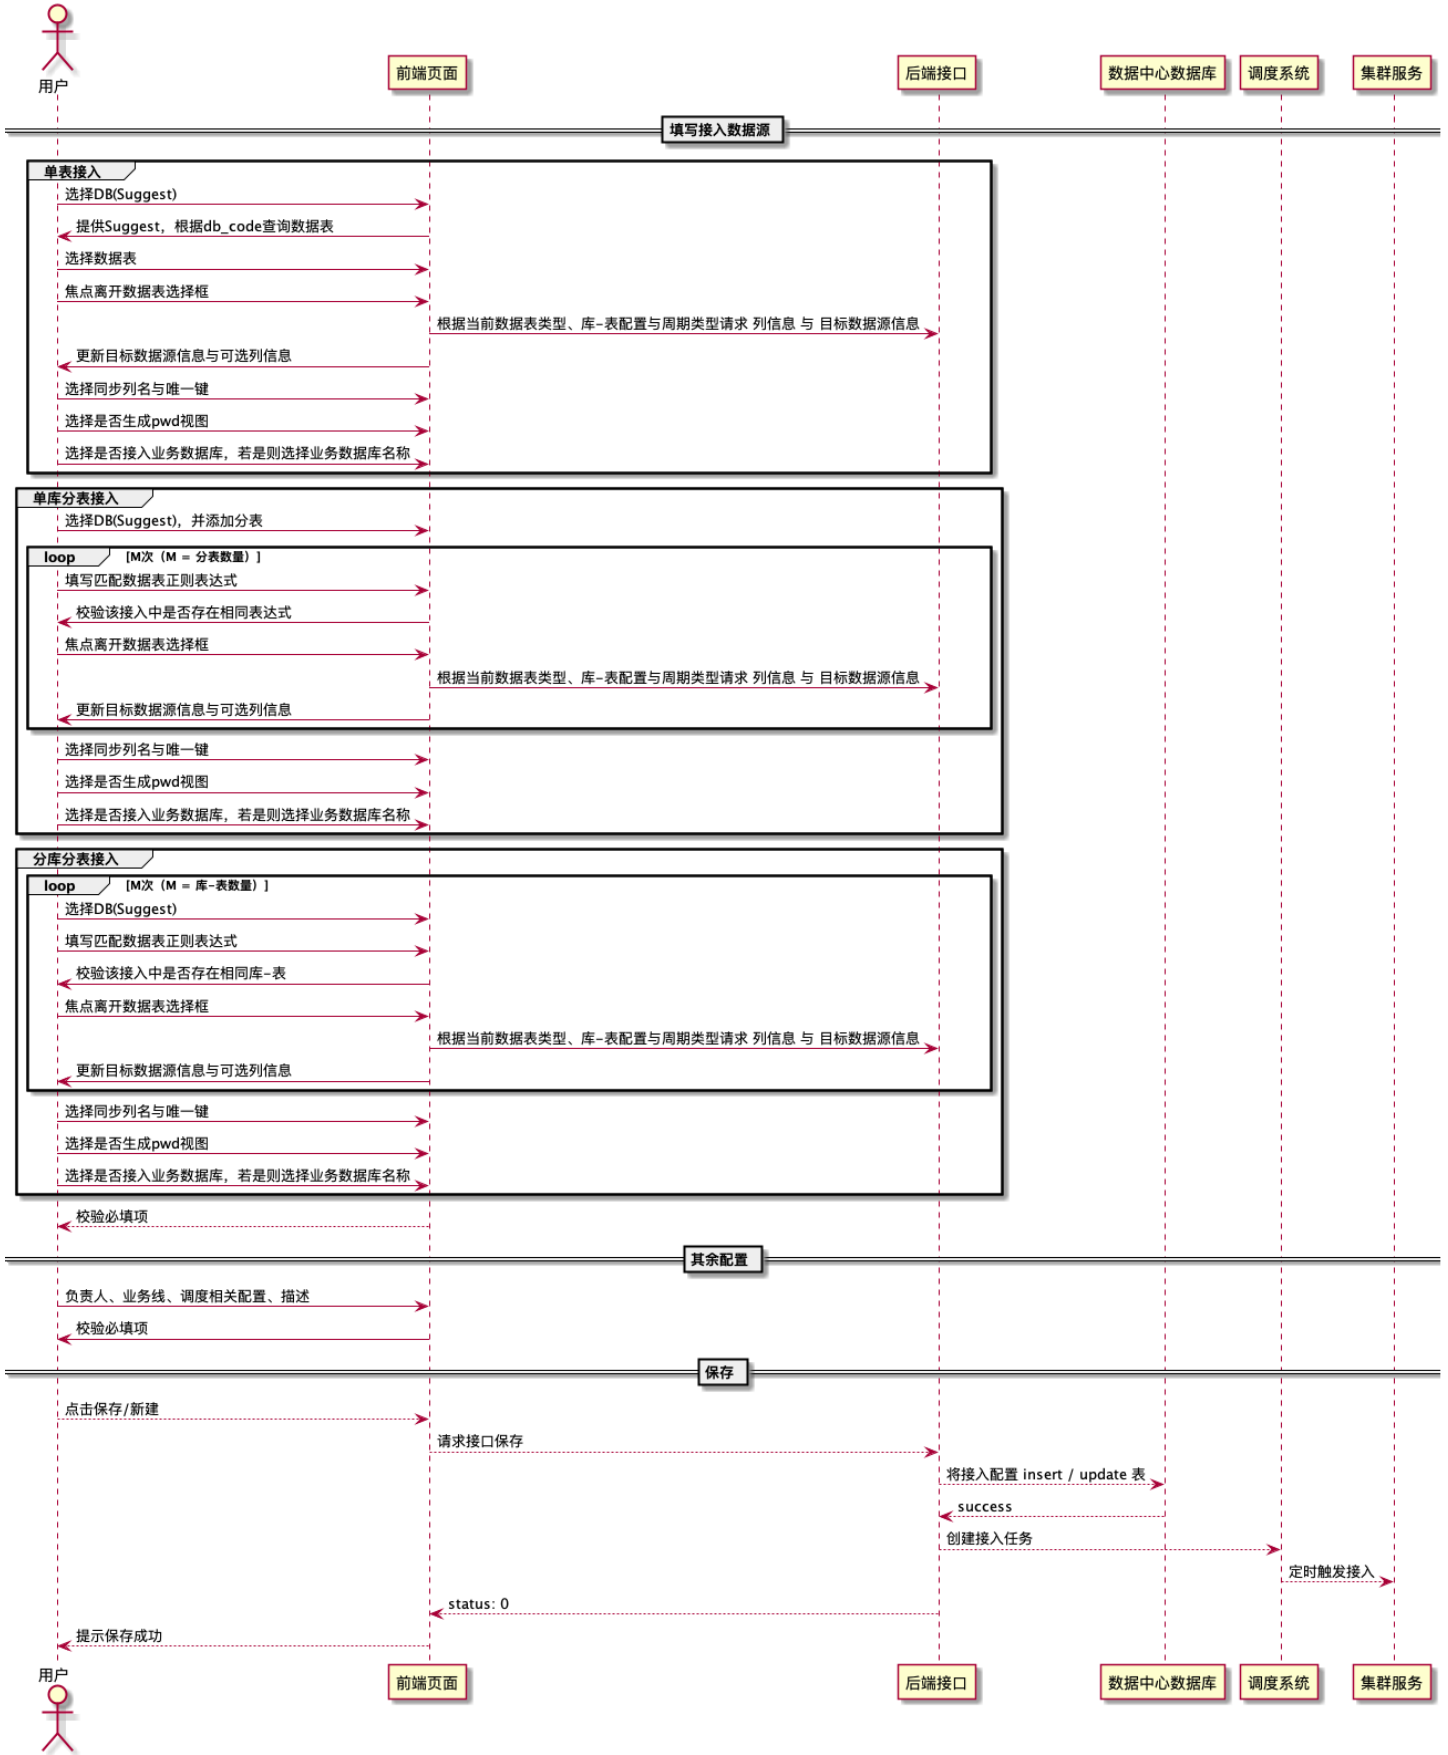 用户
前端页面
后端接口
数据中心数据库
调度系统
集群服务
填写接入数据源
单表接入
选择DB(Suggest)
提供Suggest，根据db_code查询数据表
选择数据表
焦点离开数据表选择框
根据当前数据表类型、库-表配置与周期类型请求 列信息 与 目标数据源信息
更新目标数据源信息与可选列信息
选择同步列名与唯一键
选择是否生成pwd视图
选择是否接入业务数据库，若是则选择业务数据库名称
单库分表接入
选择DB(Suggest)，并添加分表
loop [M次（M = 分表数量）]
填写匹配数据表正则表达式
校验该接入中是否存在相同表达式
焦点离开数据表选择框
根据当前数据表类型、库-表配置与周期类型请求 列信息 与 目标数据源信息
更新目标数据源信息与可选列信息
选择同步列名与唯一键
选择是否生成pwd视图
选择是否接入业务数据库，若是则选择业务数据库名称
分库分表接入
loop [M次（M = 库-表数量）]
选择DB(Suggest)
填写匹配数据表正则表达式
校验该接入中是否存在相同库-表
焦点离开数据表选择框
根据当前数据表类型、库-表配置与周期类型请求 列信息 与 目标数据源信息
更新目标数据源信息与可选列信息
选择同步列名与唯一键
选择是否生成pwd视图
选择是否接入业务数据库，若是则选择业务数据库名称
校验必填项
其余配置
负责人、业务线、调度相关配置、描述
校验必填项
保存
点击保存/新建
请求接口保存
将接入配置 insert / update 表
success
创建接入任务
定时触发接入
status: 0
提示保存成功
用户
前端页面
后端接口
数据中心数据库
调度系统
集群服务